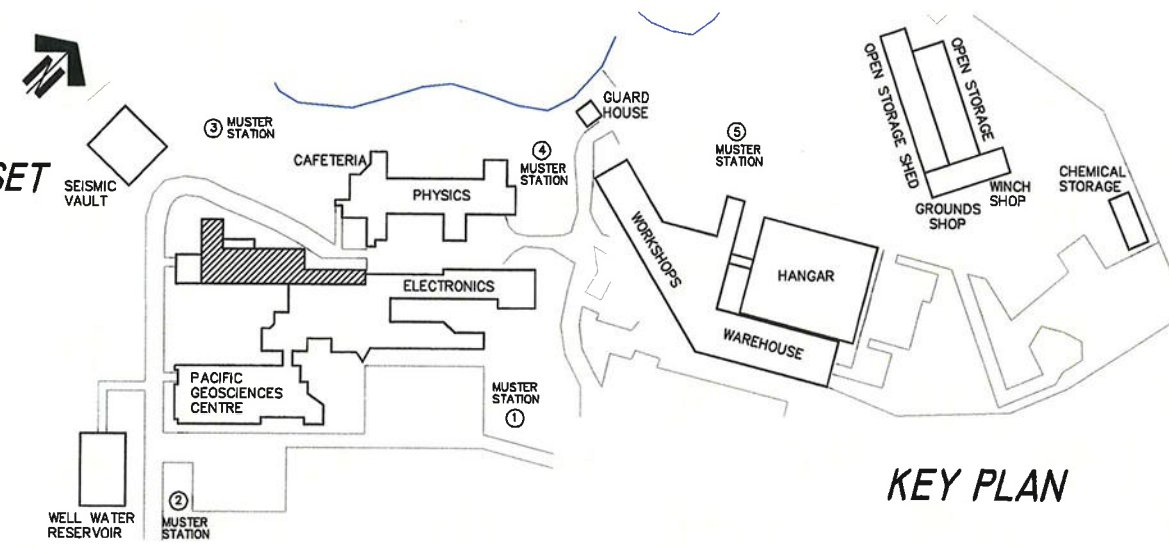 SET
SEISMIC
VAULT
③ MUSTER
STATION
CAFETERIA
PHYSICS
④
MUSTER
STATION
GUARD
HOUSE
⑤
MUSTER
STATION
OPEN STORAGE SHED
OPEN STORAGE
WINCH
SHOP
GROUNDS
SHOP
CHEMICAL
STORAGE
WORKSHOPS
HANGAR
WAREHOUSE
ELECTRONICS
PACIFIC
GEOSCIENCES
CENTRE
MUSTER
STATION
①
WELL WATER
RESERVOIR
②
MUSTER
STATION
KEY PLAN